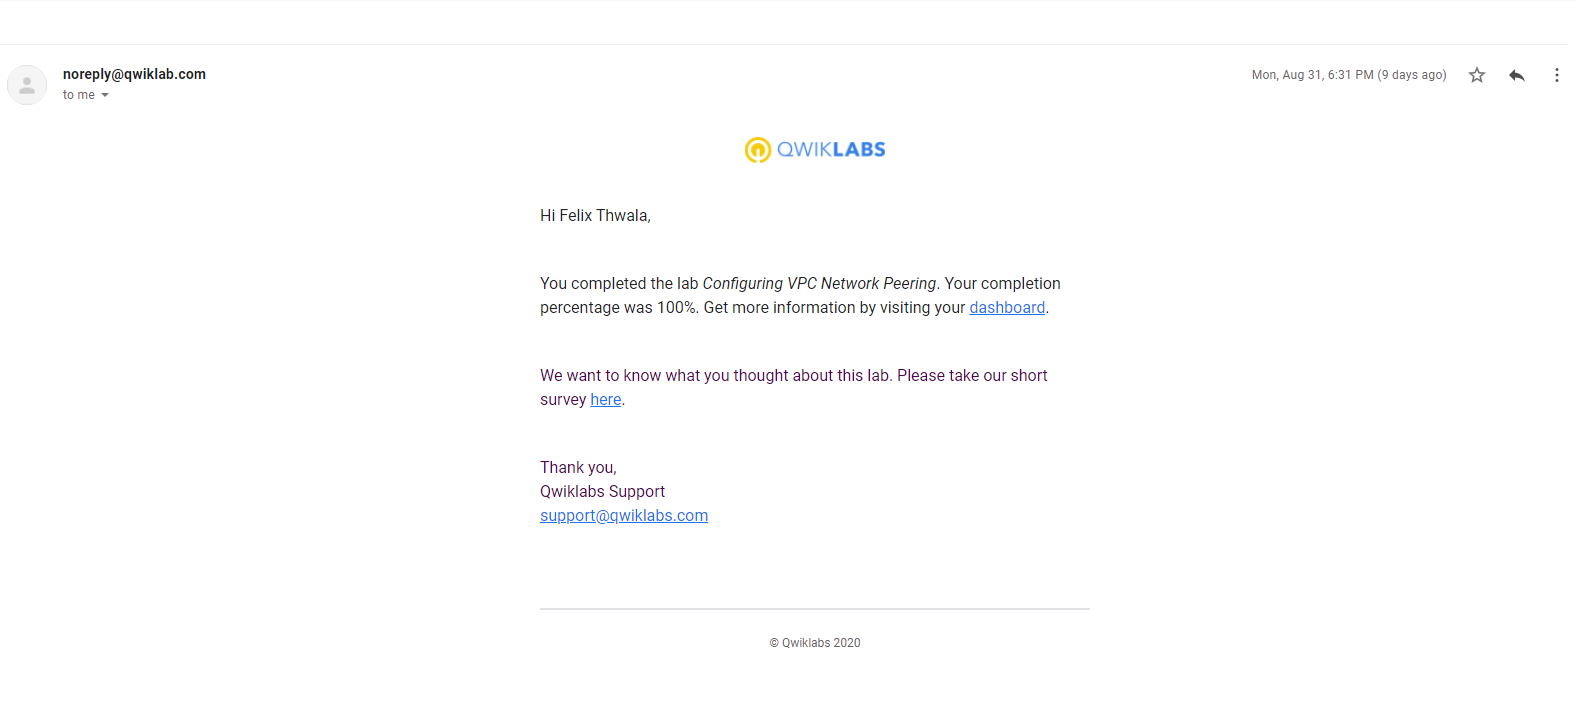 noreply@qwiklab.com
Mon, Aug 31, 6:31 PM (9 days ago)
to me
QWIKLABS
Hi Felix Thwala,
You completed the lab Configuring VPC Network Peering. Your completion
percentage was 100%. Get more information by visiting your dashboard.
We want to know what you thought about this lab. Please take our short
survey here.
Thank you,
Qwiklabs Support
support@qwiklabs.com
© Qwiklabs 2020